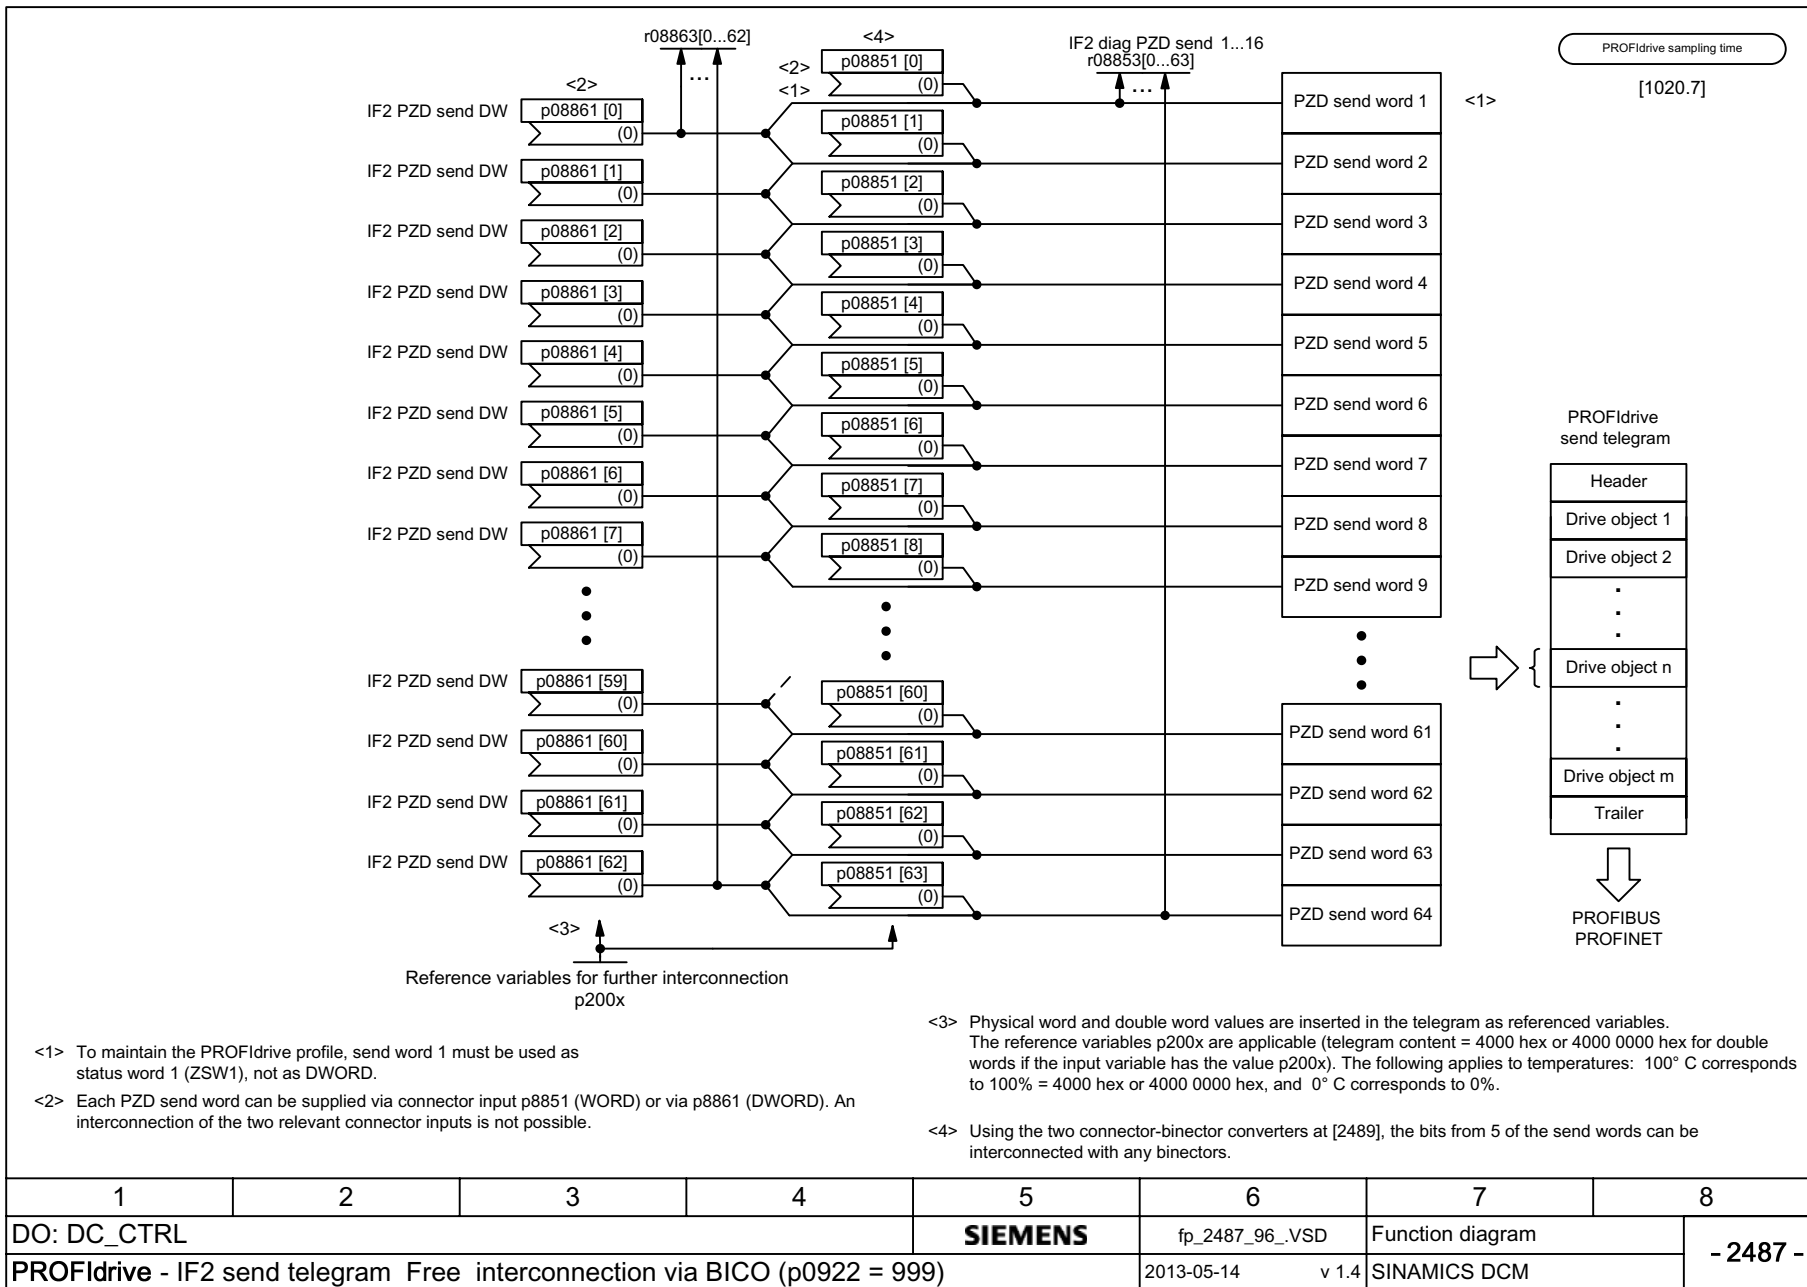 r08863[0...62]
<4>
IF2 diag PZD send 1...16
r08853[0...63]
PROFIdrive sampling time
[1020.7]
<2>
...
<2>
<1>
p08851 [0]
(0)
...
IF2 PZD send DW
p08861 [0]
(0)
p08851 [1]
(0)
PZD send word 1
<1>
IF2 PZD send DW
p08861 [1]
(0)
p08851 [2]
(0)
PZD send word 2
IF2 PZD send DW
p08861 [2]
(0)
p08851 [3]
(0)
PZD send word 3
IF2 PZD send DW
p08861 [3]
(0)
p08851 [4]
(0)
PZD send word 4
IF2 PZD send DW
p08861 [4]
(0)
p08851 [5]
(0)
PZD send word 5
IF2 PZD send DW
p08861 [5]
(0)
p08851 [6]
(0)
PZD send word 6
IF2 PZD send DW
p08861 [6]
(0)
p08851 [7]
(0)
PZD send word 7
IF2 PZD send DW
p08861 [7]
(0)
p08851 [8]
(0)
PZD send word 8
PZD send word 9
IF2 PZD send DW
p08861 [59]
(0)
p08851 [60]
(0)
PZD send word 61
IF2 PZD send DW
p08861 [60]
(0)
p08851 [61]
(0)
PZD send word 62
IF2 PZD send DW
p08861 [61]
(0)
p08851 [62]
(0)
PZD send word 63
IF2 PZD send DW
p08861 [62]
(0)
p08851 [63]
(0)
PZD send word 64
PROFIdrive
send telegram
Header
Drive object 1
Drive object 2
.
.
.
Drive object n
.
.
.
Drive object m
Trailer
PROFIBUS
PROFINET
<3>
Reference variables for further interconnection
p200x
<1> To maintain the PROFIdrive profile, send word 1 must be used as
status word 1 (ZSW1), not as DWORD.
<2> Each PZD send word can be supplied via connector input p8851 (WORD) or via p8861 (DWORD). An
interconnection of the two relevant connector inputs is not possible.
<3> Physical word and double word values are inserted in the telegram as referenced variables.
The reference variables p200x are applicable (telegram content = 4000 hex or 4000 0000 hex for double
words if the input variable has the value p200x). The following applies to temperatures: 100° C corresponds
to 100% = 4000 hex or 4000 0000 hex, and 0° C corresponds to 0%.
<4> Using the two connector-binector converters at [2489], the bits from 5 of the send words can be
interconnected with any binectors.
1 2 3 4 5 6 7 8
DO: DC_CTRL
SIEMENS
fp_2487_96_.VSD
Function diagram
- 2487 -
PROFIdrive - IF2 send telegram Free interconnection via BICO (p0922 = 999)
2013-05-14 v 1.4
SINAMICS DCM